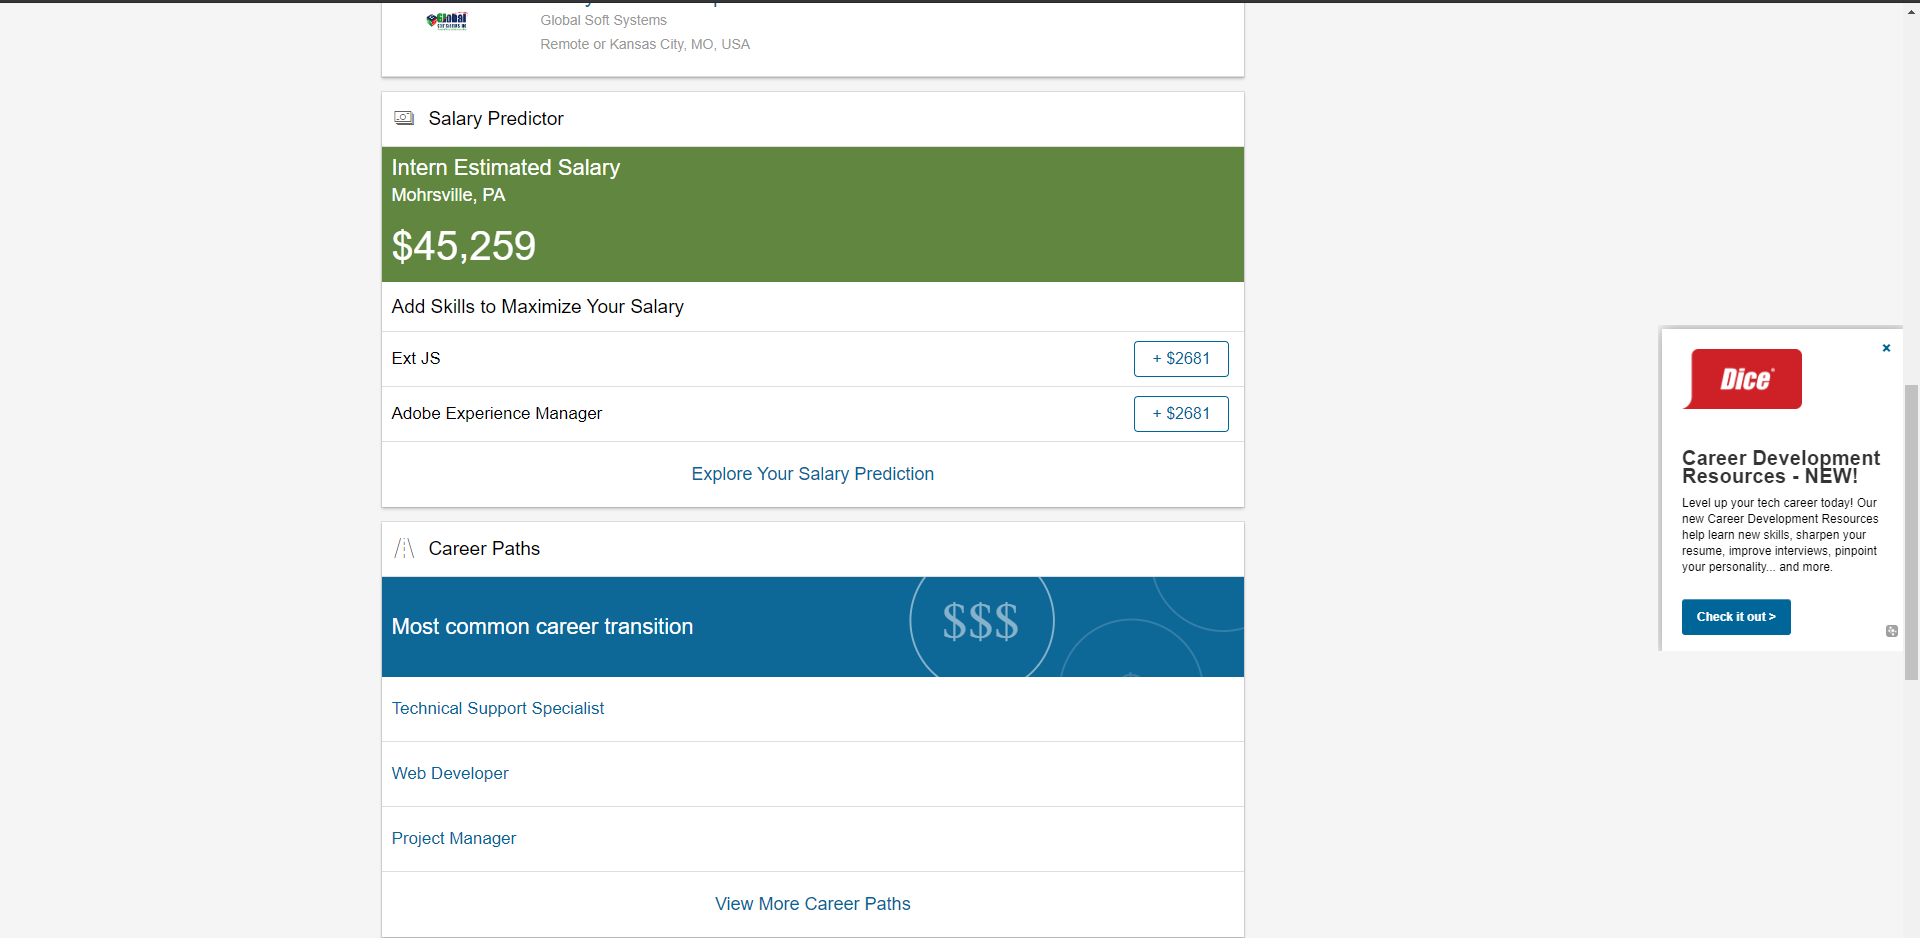 Global
Global Soft Systems
Remote or Kansas City, MO, USA
Salary Predictor
Intern Estimated Salary
Mohrsville, PA
$45,259
Add Skills to Maximize Your Salary
Ext JS
+ $2681
Adobe Experience Manager
+ $2681
Explore Your Salary Prediction
Career Paths
Most common career transition
$$$
Technical Support Specialist
Web Developer
Project Manager
View More Career Paths
×
Dice
Career Development
Resources - NEW!
Level up your tech career today! Our
new Career Development Resources
help learn new skills, sharpen your
resume, improve interviews, pinpoint
your personality... and more.
Check it out >